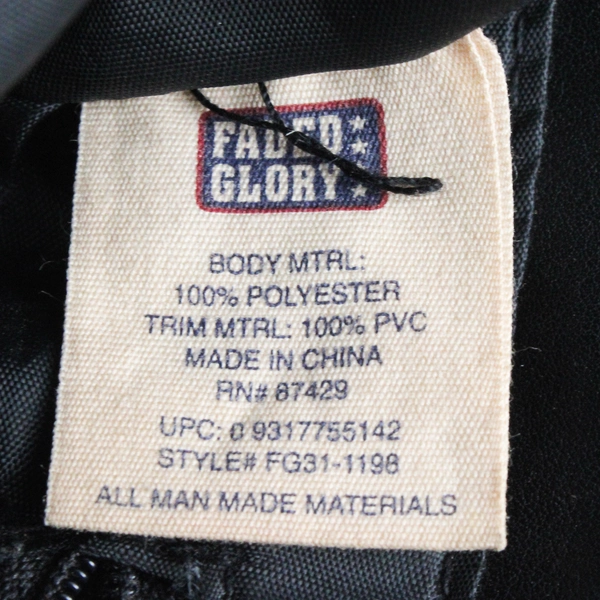 FADED
GLORY
BODY MTRL:
100% POLYESTER
TRIM MTRL: 100% PVC
MADE IN CHINA
RN# 87429
UPC: 0 9317755142
STYLE# FG31-1198
ALL MAN MADE MATERIALS